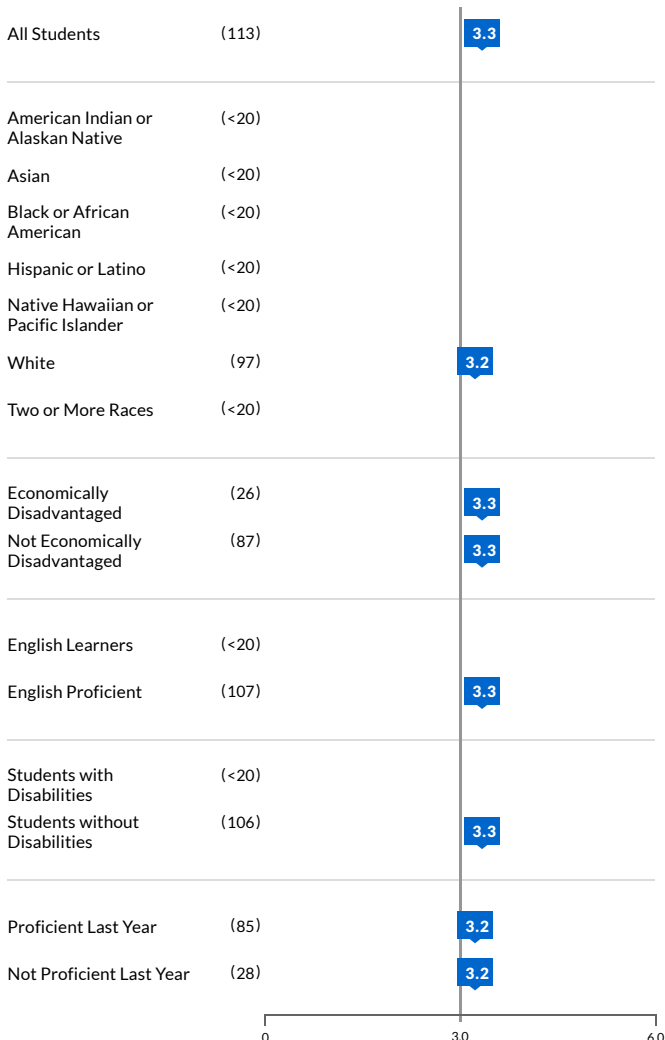 All Students (113) 3.3
American Indian or (<20)
Alaskan Native
Asian (<20)
Black or African (<20)
American
Hispanic or Latino (<20)
Native Hawaiian or (<20)
Pacific Islander
White (97) 3.2
Two or More Races (<20)
Economically (26) 3.3
Disadvantaged
Not Economically (87) 3.3
Disadvantaged
English Learners (<20)
English Proficient (107) 3.3
Students with (<20)
Disabilities
Students without (106) 3.3
Disabilities
Proficient Last Year (85) 3.2
Not Proficient Last Year (28) 3.2
0 3.0 6.0